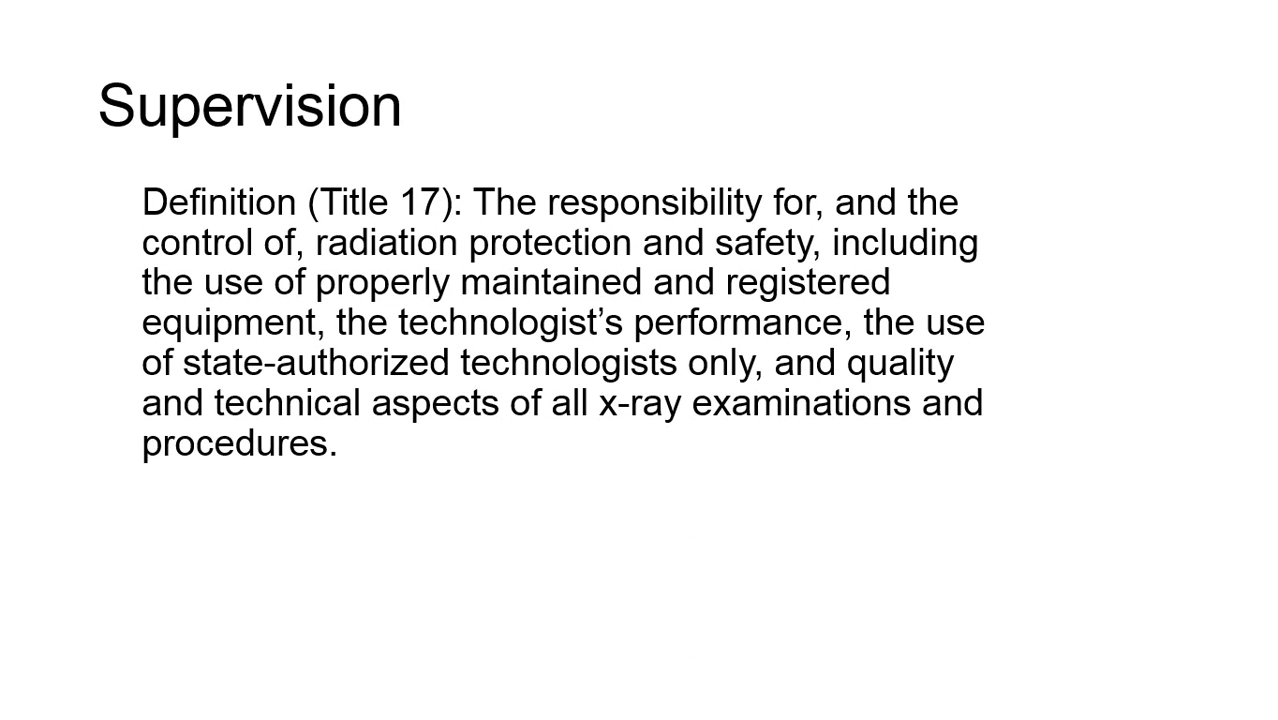 Supervision
Definition (Title 17): The responsibility for, and the
control of, radiation protection and safety, including
the use of properly maintained and registered
equipment, the technologist’s performance, the use
of state-authorized technologists only, and quality
and technical aspects of all x-ray examinations and
procedures.